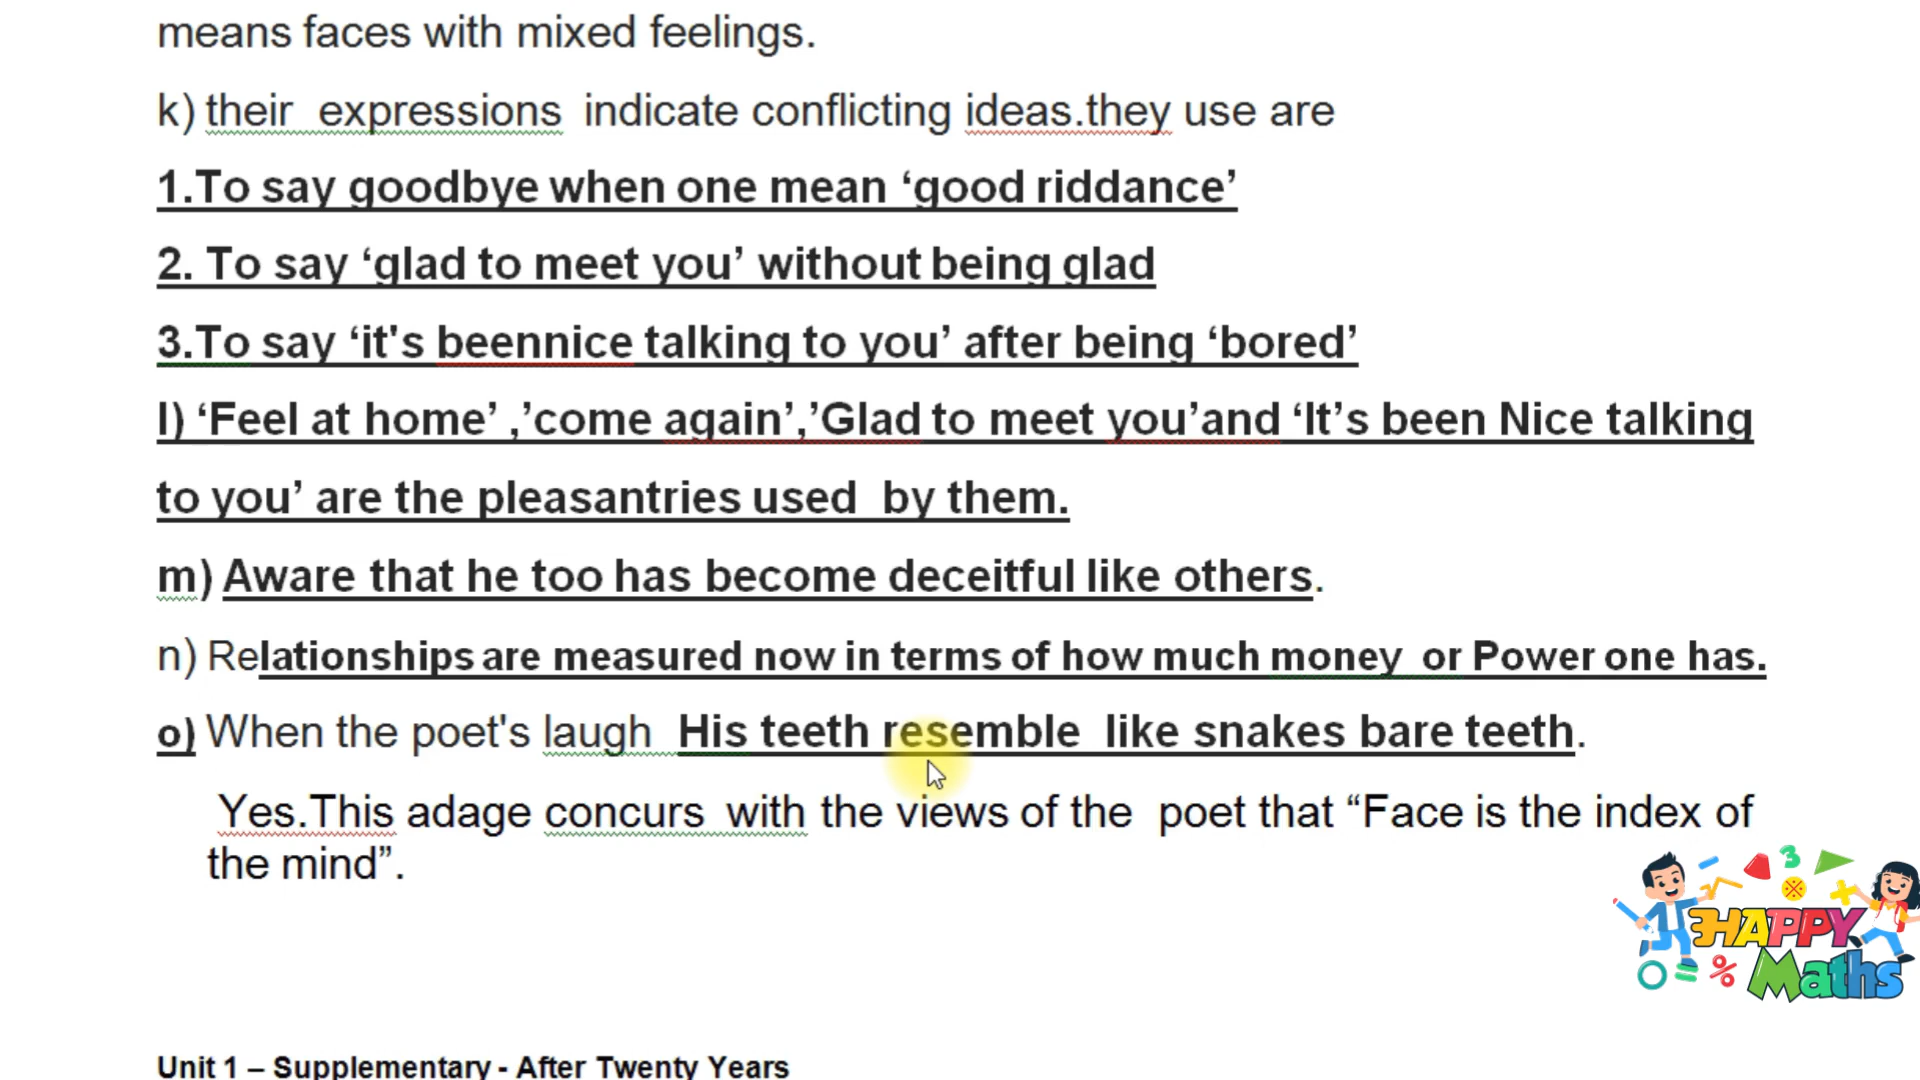 means faces with mixed feelings.
k) their  expressions  indicate conflicting ideas.they use are
1.To say goodbye when one mean ‘good riddance’
2. To say ‘glad to meet you’ without being glad
3.To say ‘it's beennice talking to you’ after being ‘bored’
l) ‘Feel at home’ ,’come again’,’Glad to meet you’and ‘It’s been Nice talking
to you’ are the pleasantries used  by them.
m) Aware that he too has become deceitful like others.
n) Relationships are measured now in terms of how much money  or Power one has.
o) When the poet's laugh  His teeth resemble  like snakes bare teeth.
Yes.This adage concurs  with the views of the  poet that “Face is the index of
the mind”.
3
HAPPY
Maths
%
Unit 1 – Supplementary - After Twenty Years